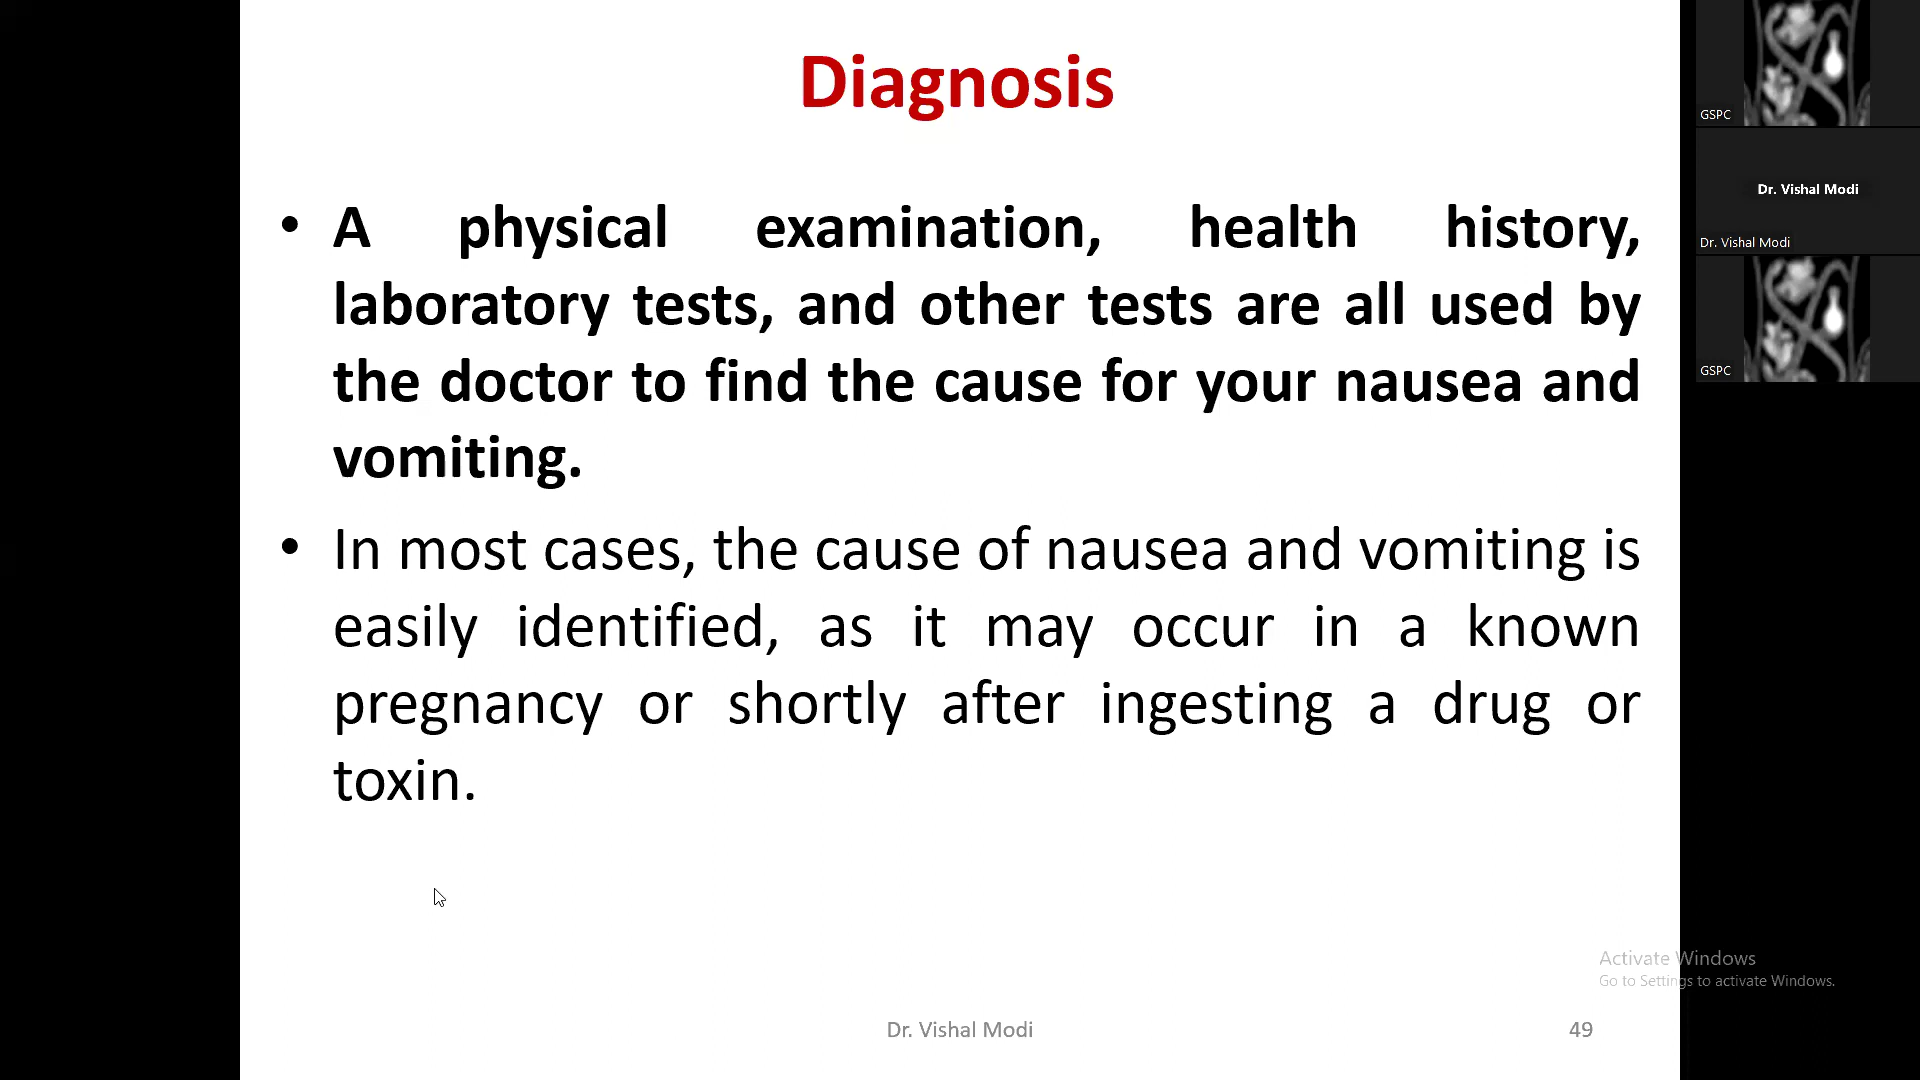 Diagnosis
• A physical examination, health history,
laboratory tests, and other tests are all used by
the doctor to find the cause for your nausea and
vomiting.
• In most cases, the cause of nausea and vomiting is
easily identified, as it may occur in a known
pregnancy or shortly after ingesting a drug or
toxin.
Dr. Vishal Modi
49
GSPC
Dr. Vishal Modi
Dr. Vishal Modi
GSPC
Activate Windows
Go to Settings to activate Windows.